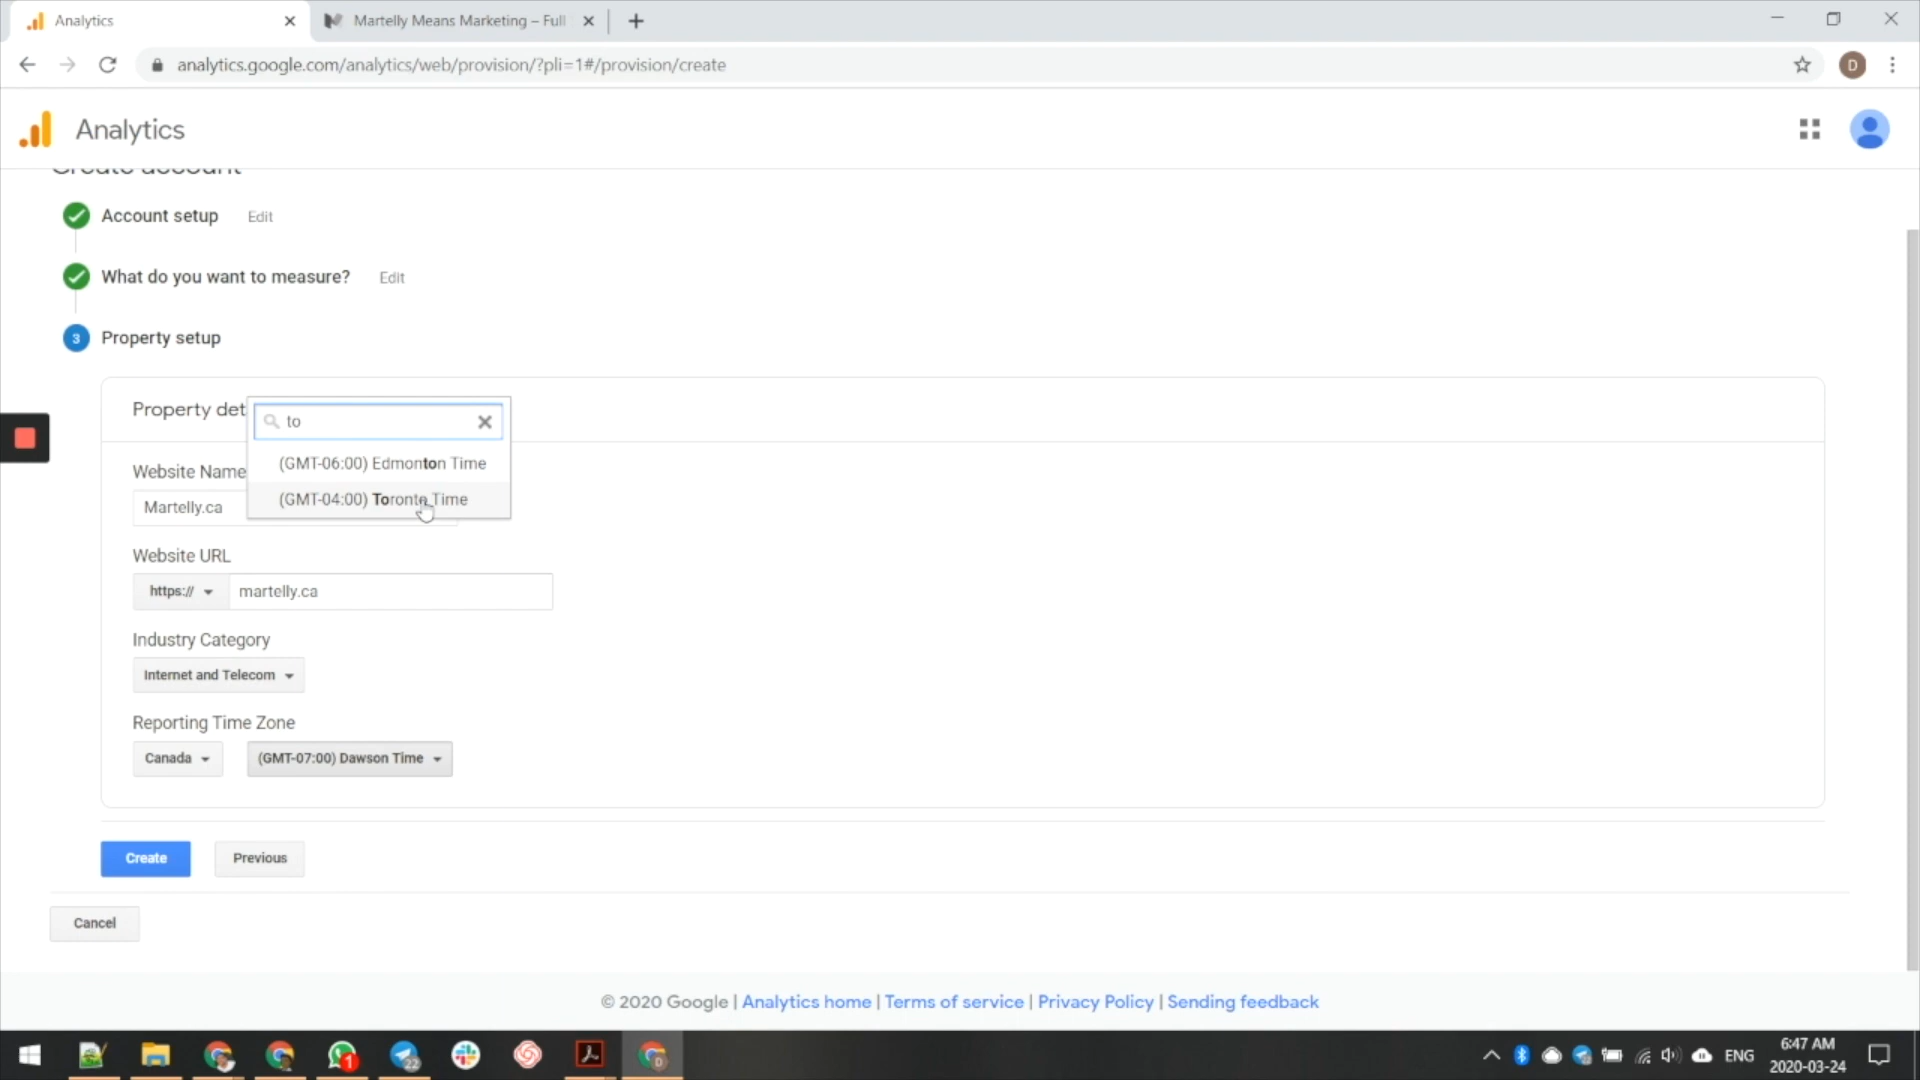 Analytics
Martelly Means Marketing – Full
analytics.google.com/analytics/web/provision/?pli=1#/provision/create
D
Analytics
Create account
Account setup Edit
What do you want to measure? Edit
3 Property setup
Property det
to
(GMT-06:00) Edmonton Time
(GMT-04:00) Toronto Time
Website Name
Martelly.ca
Website URL
https:// martelly.ca
Industry Category
Internet and Telecom
Reporting Time Zone
Canada (GMT-07:00) Dawson Time
Create Previous
Cancel
© 2020 Google | Analytics home | Terms of service | Privacy Policy | Sending feedback
1
22
D
ENG
6:47 AM
2020-03-24